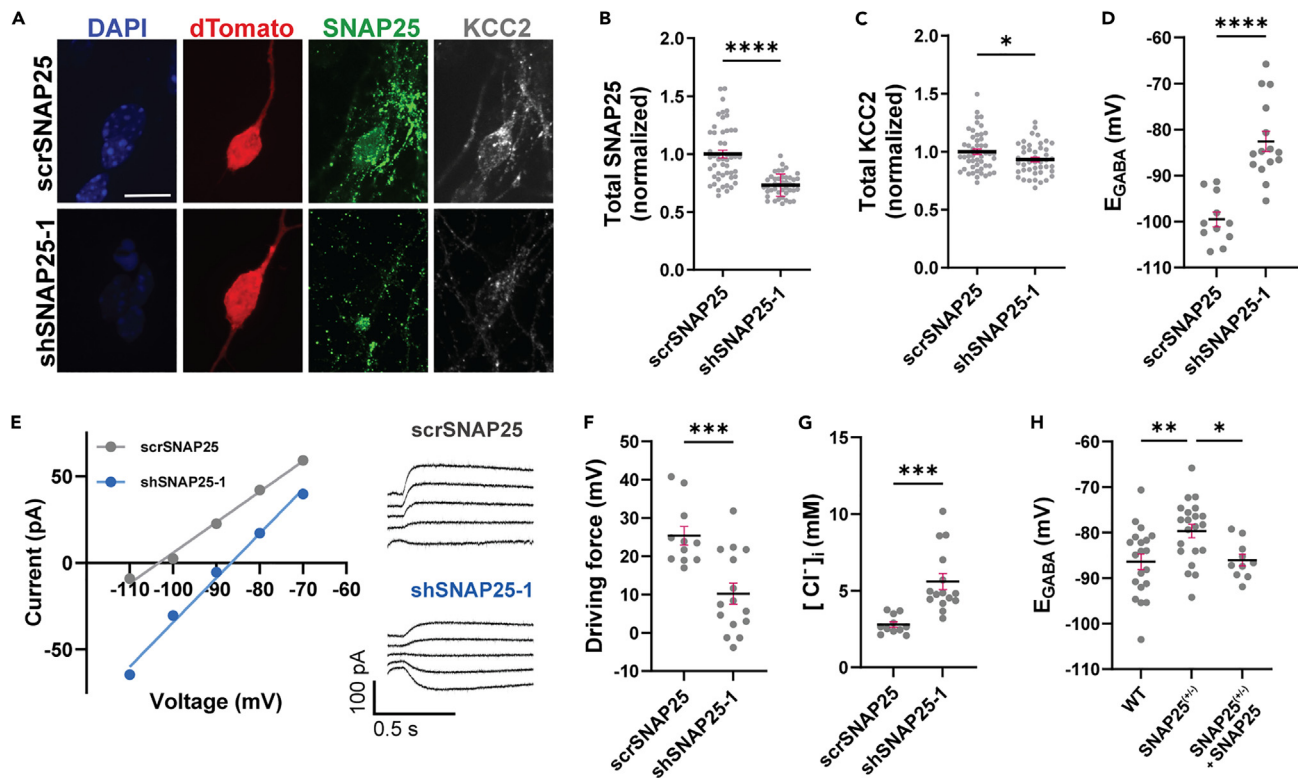 A
DAPI
dTomato
SNAP25
KCC2
scrSNAP25
shSNAP25-1
B
****
Total SNAP25
(normalized)
2.0
1.5
1.0
0.5
0.0
scrSNAP25
shSNAP25-1
C
*
Total KCC2
(normalized)
2.0
1.5
1.0
0.5
0.0
scrSNAP25
shSNAP25-1
D
****
EGABA (mV)
-60
-70
-80
-90
-100
-110
scrSNAP25
shSNAP25-1
E
scrSNAP25
shSNAP25-1
Current (pA)
50
0
-50
-110 -100 -90 -80 -70 -60
Voltage (mV)
scrSNAP25
shSNAP25-1
100 pA
0.5 s
F
***
Driving force (mV)
50
40
30
20
10
0
-10
scrSNAP25
shSNAP25-1
G
***
[ Cl-]i (mM)
15
10
5
0
scrSNAP25
shSNAP25-1
H
** *
EGABA (mV)
-60
-70
-80
-90
-100
-110
WT
SNAP25(+/-)
SNAP25(+/-)
+SNAP25